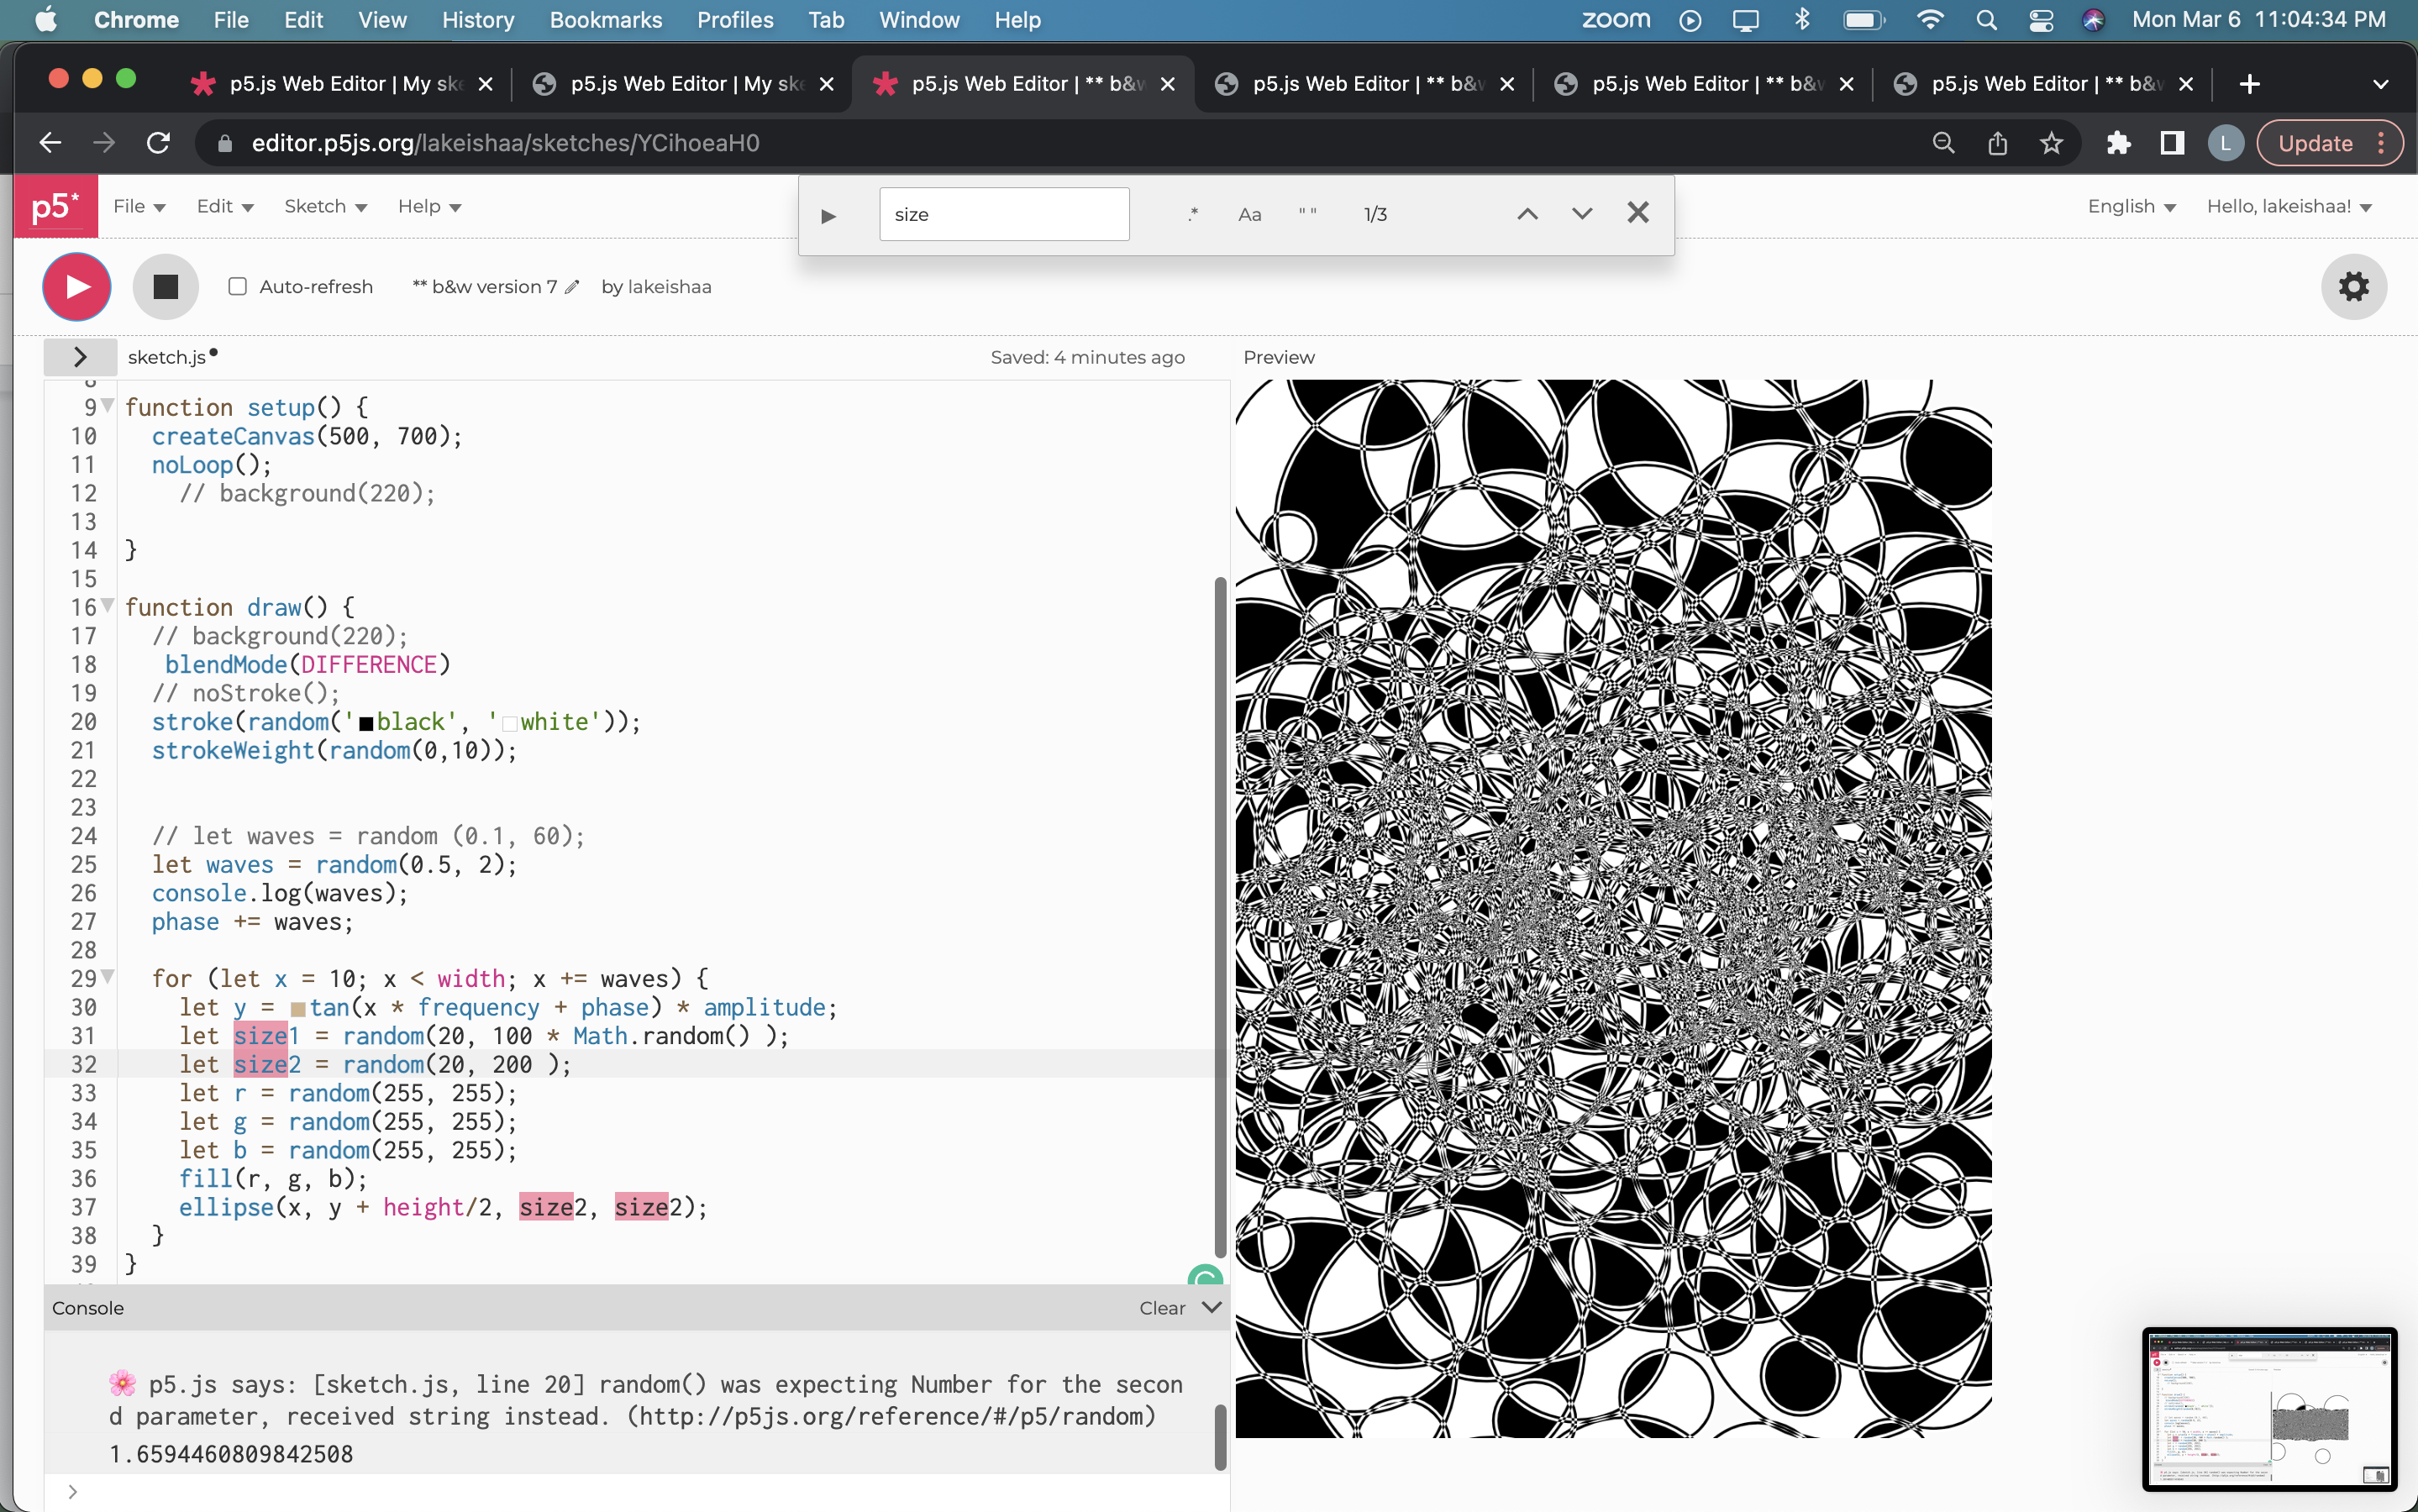 Chrome File Edit View History Bookmarks Profiles Tab Window Help zoom Mon Mar 6 11:04:34 PM
p5.js Web Editor | My ske p5.js Web Editor | My ske p5.js Web Editor | ** b&w p5.js Web Editor | ** b&w p5.js Web Editor | ** b&w p5.js Web Editor | ** b&w
editor.p5js.org/lakeishaa/sketches/YCihoeaH0 L Update
p5* File Edit Sketch Help size .* Aa " " 1/3 English Hello, lakeishaa!
Auto-refresh ** b&w version 7 by lakeishaa
sketch.js Saved: 4 minutes ago Preview
8
9 function setup() {
10 createCanvas(500, 700);
11 noLoop();
12 // background(220);
13
14 }
15
16 function draw() {
17 // background(220);
18 blendMode(DIFFERENCE)
19 // noStroke();
20 stroke(random('black', 'white'));
21 strokeWeight(random(0,10));
22
23
24 // let waves = random (0.1, 60);
25 let waves = random(0.5, 2);
26 console.log(waves);
27 phase += waves;
28
29 for (let x = 10; x < width; x += waves) {
30 let y = tan(x * frequency + phase) * amplitude;
31 let size1 = random(20, 100 * Math.random() );
32 let size2 = random(20, 200 );
33 let r = random(255, 255);
34 let g = random(255, 255);
35 let b = random(255, 255);
36 fill(r, g, b);
37 ellipse(x, y + height/2, size2, size2);
38 }
39 }
Console Clear
🌸 p5.js says: [sketch.js, line 20] random() was expecting Number for the secon
d parameter, received string instead. (http://p5js.org/reference/#/p5/random)
1.6594460809842508